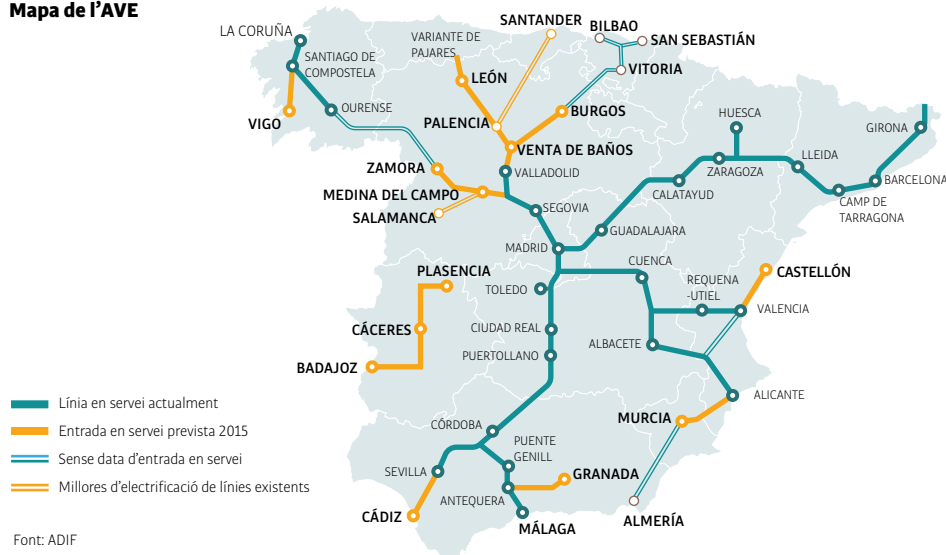 Mapa de l'AVE
SANTANDER
BILBAO
LA CORUÑA
VARIANTE DE
PAJARES
SAN SEBASTIÁN
SANTIAGO DE
COMPOSTELA
LEÓN
VITORIA
OURENSE
BURGOS
HUESCA
VIGO
PALENCIA
GIRONA
VENTA DE BAÑOS
ZAMORA
VALLADOLID
ZARAGOZA
LLEIDA
MEDINA DEL CAMPO
CALATAYUD
BARCELONA
SALAMANCA
SEGOVIA
CAMP DE
TARRAGONA
GUADALAJARA
MADRID
PLASENCIA
CUENCA
CASTELLÓN
TOLEDO
REQUENA
-UTIEL
VALENCIA
CÁCERES
CIUDAD REAL
ALBACETE
PUERTOLLANO
BADAJOZ
ALICANTE
Línia en servei actualment
MURCIA
Entrada en servei prevista 2015
CÓRDOBA
PUENTE
GENILL
Sense data d'entrada en servei
SEVILLA
GRANADA
Millores d'electrificació de línies existents
ANTEQUERA
CÁDIZ
MÁLAGA
ALMERÍA
Font: ADIF